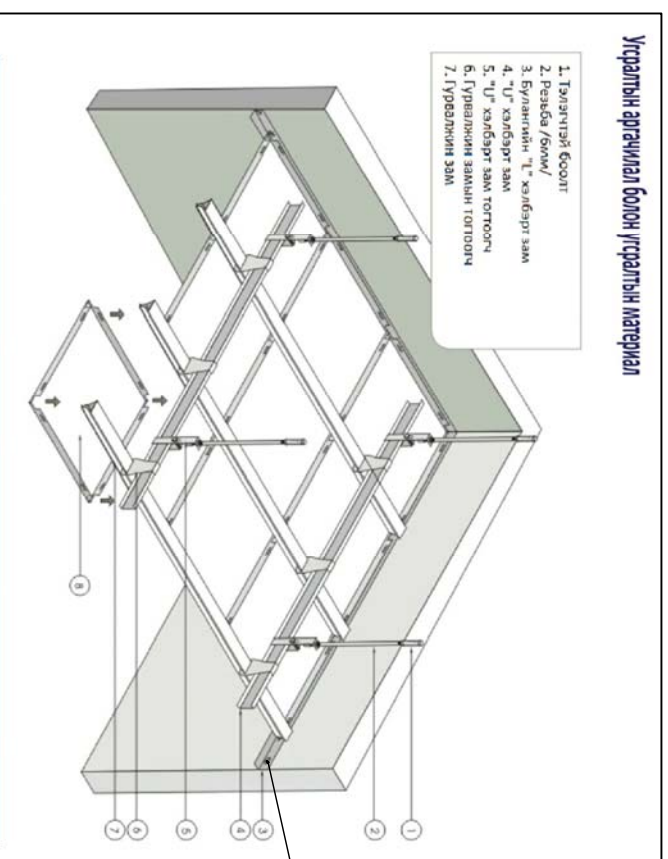 Угсралтын аргачилал болон угсралтын материал
1. Тэлэгчтэй боолт
2. Резьба /6мм/
3. Булангийн "L" хэлбэрт зам
4. "U" хэлбэрт зам
5. "U" хэлбэрт зам тогтоогч
6. Гурвалжин замын тогтоогч
7. Гурвалжин зам
1
2
3
4
5
6
7
8